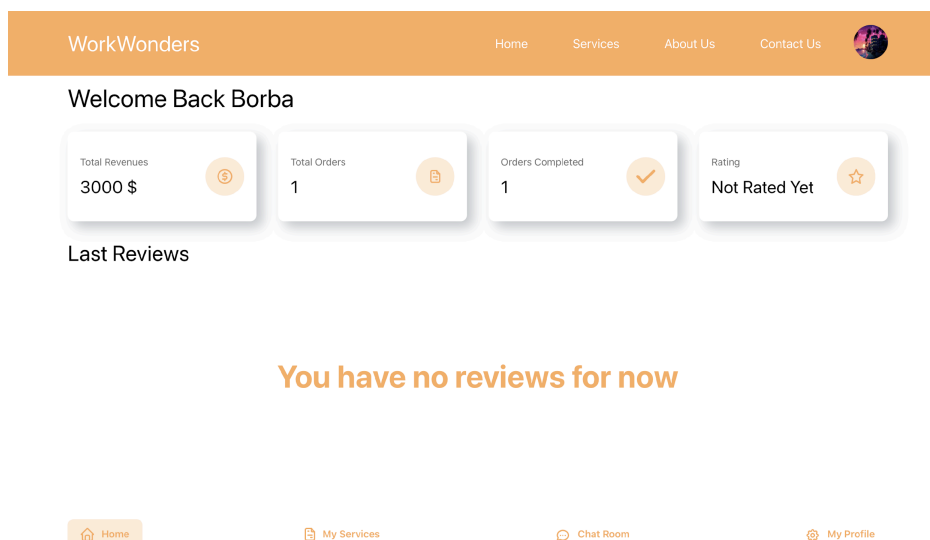 WorkWonders Home Services About Us Contact Us
Welcome Back Borba
Total Revenues Total Orders Orders Completed Rating
3000 $ 1 1 Not Rated Yet
Last Reviews
You have no reviews for now
Home My Services Chat Room My Profile